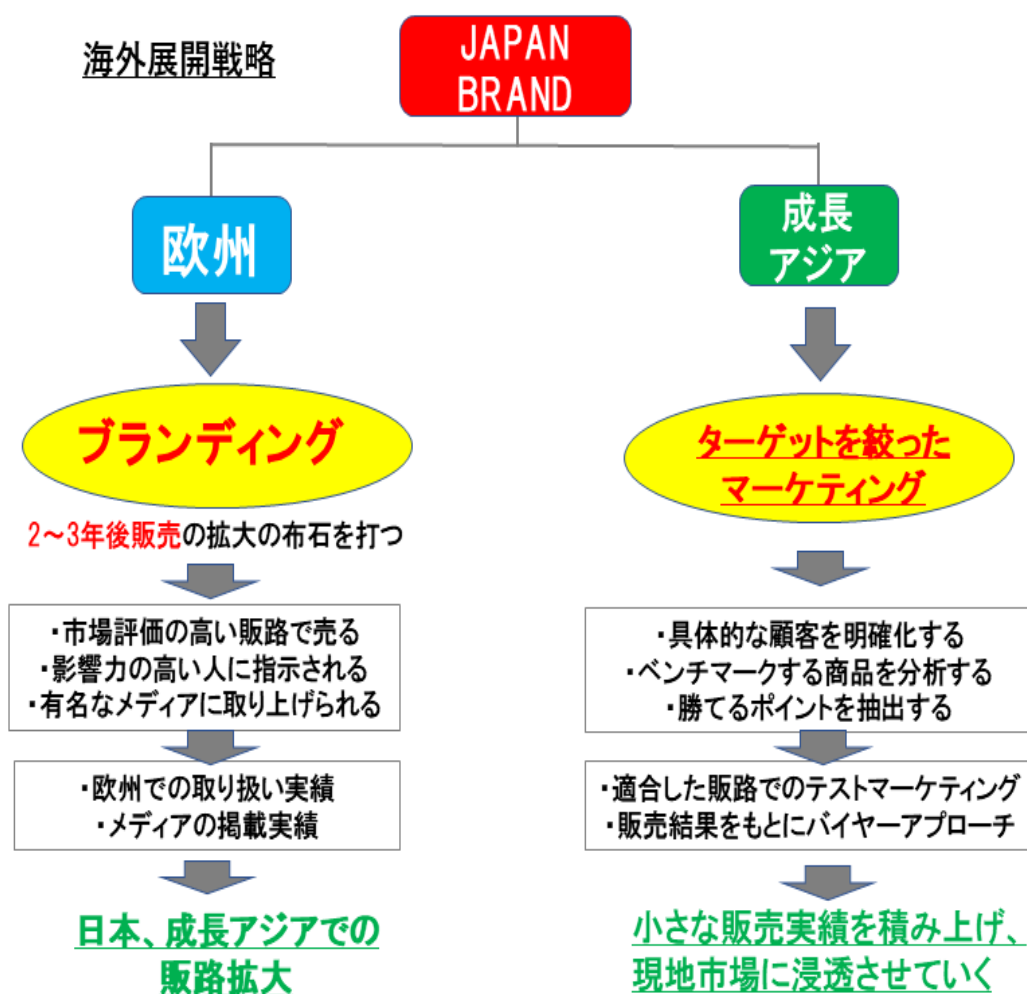 海外展開戦略
JAPAN
BRAND
欧州
ブランディング
2～3年後販売の拡大の布石を打つ
・市場評価の高い販路で売る
・影響力の高い人に指示される
・有名なメディアに取り上げられる
・欧州での取り扱い実績
・メディアの掲載実績
日本、成長アジアでの
販路拡大
成長
アジア
ターゲットを絞った
マーケティング
・具体的な顧客を明確化する
・ベンチマークする商品を分析する
・勝てるポイントを抽出する
・適合した販路でのテストマーケティング
・販売結果をもとにバイヤーアプローチ
小さな販売実績を積み上げ、
現地市場に浸透させていく